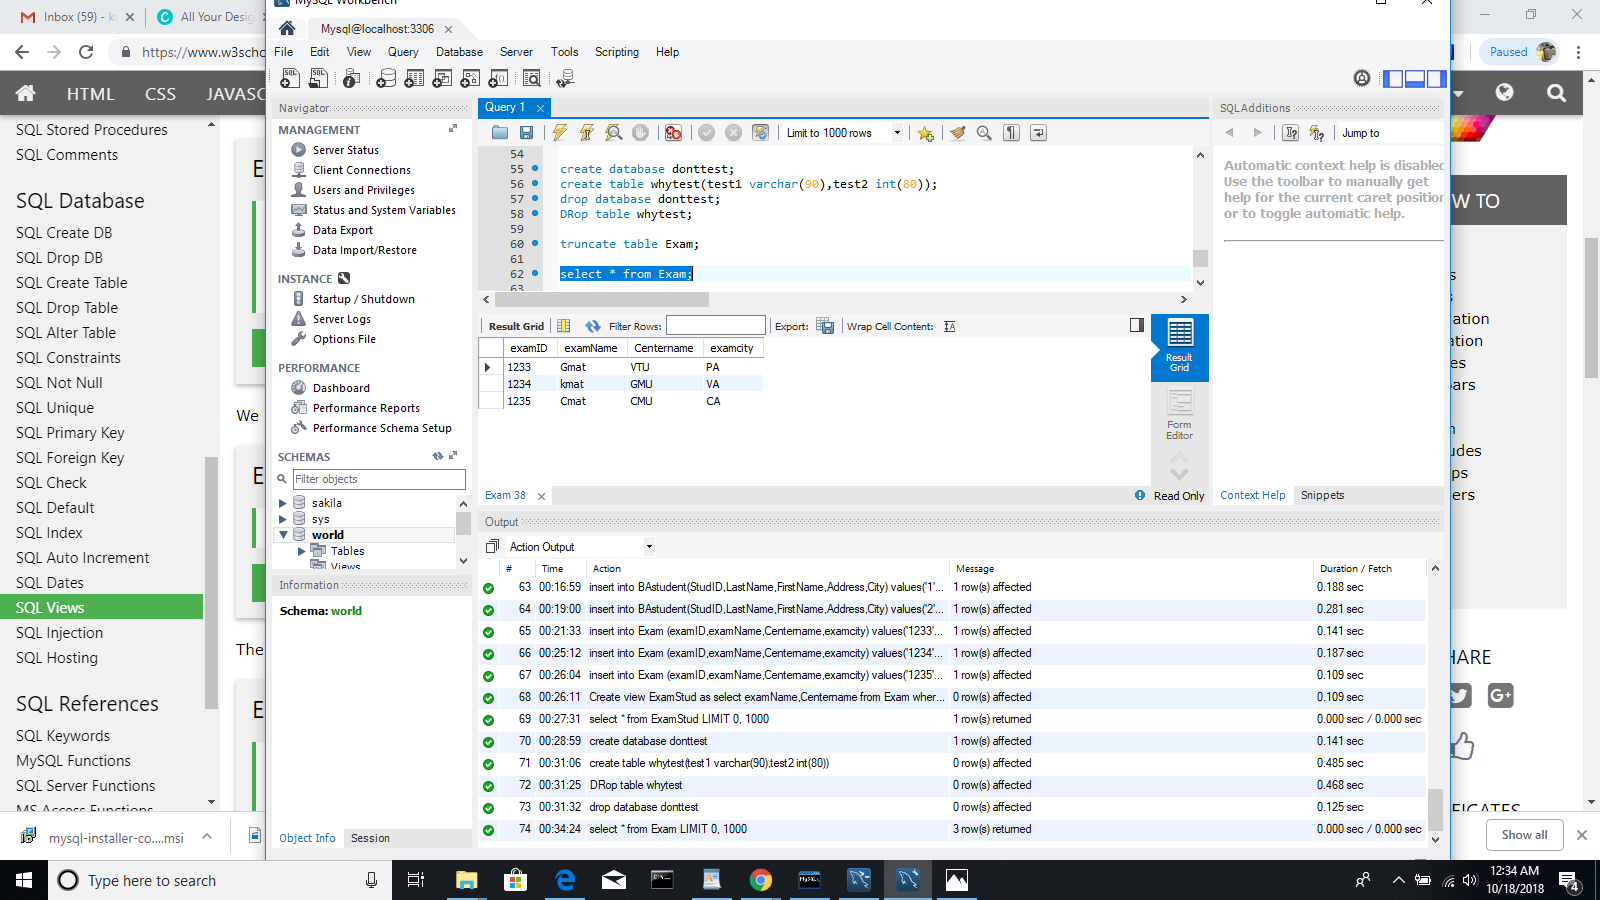 Inbox (59) - k
All Your Desig
MySQL Workbench
Mysql@localhost:3306
https://www.w3scho
Paused
File Edit View Query Database Server Tools Scripting Help
HTML CSS JAVASC
SQL Stored Procedures
SQL Comments
SQL Database
SQL Create DB
SQL Drop DB
SQL Create Table
SQL Drop Table
SQL Alter Table
SQL Constraints
SQL Not Null
SQL Unique
SQL Primary Key
SQL Foreign Key
SQL Check
SQL Default
SQL Index
SQL Auto Increment
SQL Dates
SQL Views
SQL Injection
SQL Hosting
SQL References
SQL Keywords
MySQL Functions
SQL Server Functions
MS Access Functions
E
We
E
The
E
Navigator
MANAGEMENT
Server Status
Client Connections
Users and Privileges
Status and System Variables
Data Export
Data Import/Restore
INSTANCE
Startup / Shutdown
Server Logs
Options File
PERFORMANCE
Dashboard
Performance Reports
Performance Schema Setup
SCHEMAS
Filter objects
sakila
sys
world
Tables
Views
Information
Schema: world
Object Info Session
Query 1
Limit to 1000 rows
54
55 create database donttest;
56 create table whytest(test1 varchar(90),test2 int(80));
57 drop database donttest;
58 DRop table whytest;
59
60 truncate table Exam;
61
62 select * from Exam;
63
Result Grid Filter Rows: Export: Wrap Cell Content:
examID examName Centername examcity
1233 Gmat VTU PA
1234 kmat GMU VA
1235 Cmat CMU CA
Result Grid
Form Editor
Exam 38
Read Only
SQLAdditions
Jump to
Automatic context help is disabled
Use the toolbar to manually get
help for the current caret position
or to toggle automatic help.
Context Help Snippets
Output
Action Output
# Time Action Message Duration / Fetch
63 00:16:59 insert into BAstudent(StudID,LastName,FirstName,Address,City) values('1'... 1 row(s) affected 0.188 sec
64 00:19:00 insert into BAstudent(StudID,LastName,FirstName,Address,City) values('2'... 1 row(s) affected 0.281 sec
65 00:21:33 insert into Exam (examID,examName,Centername,examcity) values('1233'... 1 row(s) affected 0.141 sec
66 00:25:12 insert into Exam (examID,examName,Centername,examcity) values('1234'... 1 row(s) affected 0.187 sec
67 00:26:04 insert into Exam (examID,examName,Centername,examcity) values('1235'... 1 row(s) affected 0.109 sec
68 00:26:11 Create view ExamStud as select examName,Centername from Exam wher... 0 row(s) affected 0.109 sec
69 00:27:31 select * from ExamStud LIMIT 0, 1000 1 row(s) returned 0.000 sec / 0.000 sec
70 00:28:59 create database donttest 1 row(s) affected 0.141 sec
71 00:31:06 create table whytest(test1 varchar(90),test2 int(80)) 0 row(s) affected 0.485 sec
72 00:31:25 DRop table whytest 0 row(s) affected 0.468 sec
73 00:31:32 drop database donttest 0 row(s) affected 0.125 sec
74 00:34:24 select * from Exam LIMIT 0, 1000 3 row(s) returned 0.000 sec / 0.000 sec
W TO
s
s
ation
tion
es
ars
n
udes
ps
ers
HARE
G+
FICATES
mysql-installer-co....msi
Show all
Type here to search
12:34 AM
10/18/2018
4